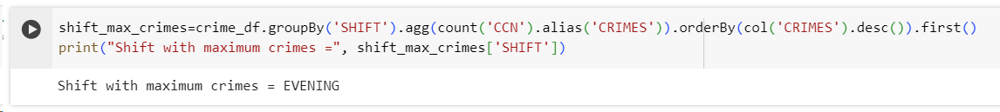 shift_max_crimes=crime_df.groupBy('SHIFT').agg(count('CCN').alias('CRIMES')).orderBy(col('CRIMES').desc()).first()
print("Shift with maximum crimes =", shift_max_crimes['SHIFT'])
Shift with maximum crimes = EVENING